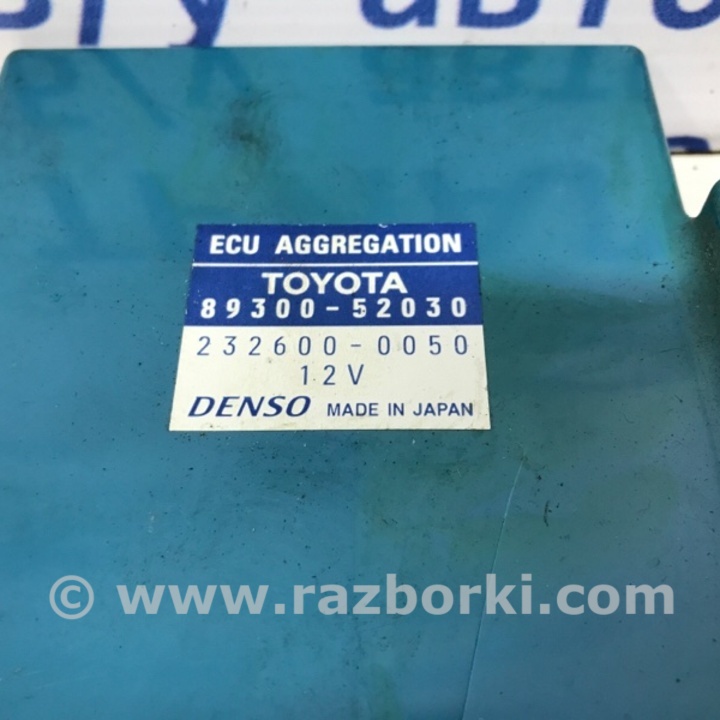 ECU AGGREGATION
TOYOTA
89300-52030
232600-0050
12V
DENSO MADE IN JAPAN
© www.razborki.com